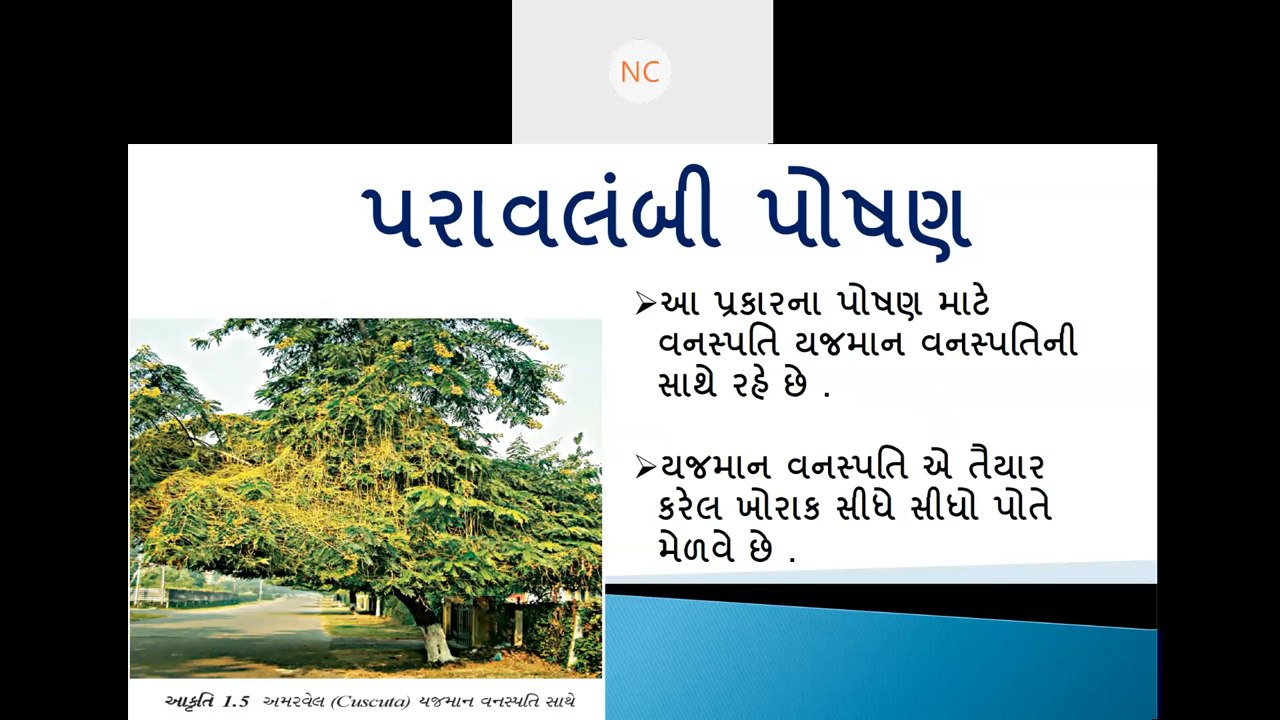 NC
પરાવલંબી પોષણ
➢આ પ્રકારના પોષણ માટે
વનસ્પતિ યજમાન વનસ્પતિની
સાથે રહે છે .
➢યજમાન વનસ્પતિ એ તૈયાર
કરેલ ખોરાક સીધે સીધો પોતે
મેળવે છે .
આકૃતિ 1.5 અમરવેલ (Cuscuta) યજમાન વનસ્પતિ સાથે